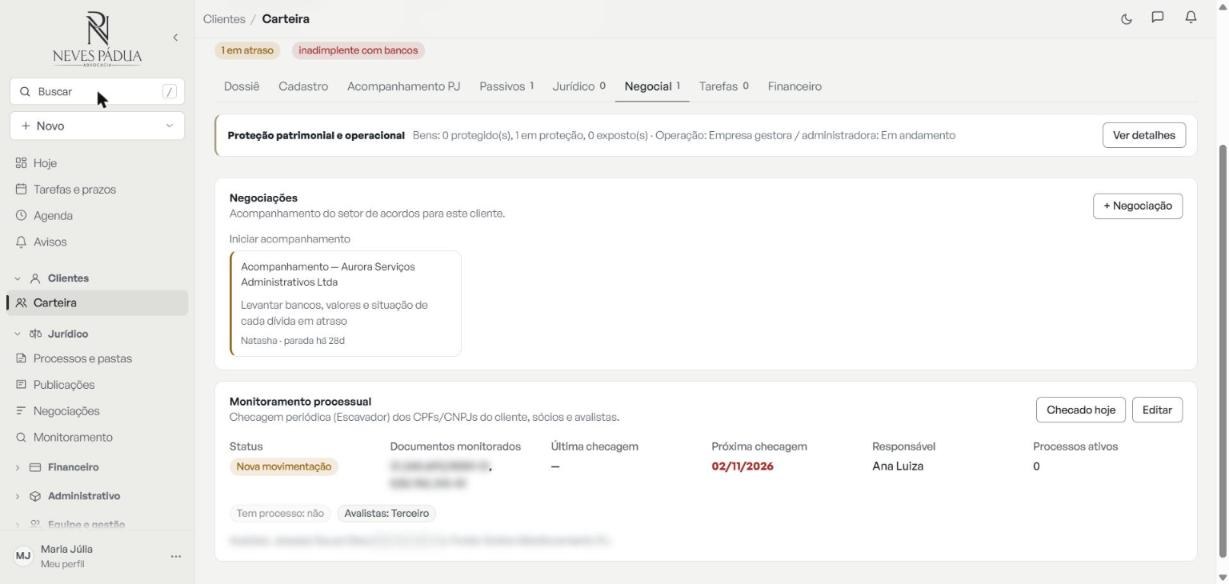 NEVES PÁDUA
ADVOCACIA
Buscar /
+ Novo
Hoje
Tarefas e prazos
Agenda
Avisos
Clientes
Carteira
Jurídico
Processos e pastas
Publicações
Negociações
Monitoramento
Financeiro
Administrativo
Equipe e gestão
MJ
Maria Júlia
Meu perfil
Clientes / Carteira
1 em atraso inadimplente com bancos
Dossiê Cadastro Acompanhamento PJ Passivos 1 Jurídico 0 Negocial 1 Tarefas 0 Financeiro
Proteção patrimonial e operacional Bens: 0 protegido(s), 1 em proteção, 0 exposto(s) · Operação: Empresa gestora / administradora: Em andamento Ver detalhes
Negociações
Acompanhamento do setor de acordos para este cliente.
+ Negociação
Iniciar acompanhamento
Acompanhamento — Aurora Serviços
Administrativos Ltda
Levantar bancos, valores e situação de
cada dívida em atraso
Natasha · parada há 28d
Monitoramento processual
Checagem periódica (Escavador) dos CPFs/CNPJs do cliente, sócios e avalistas.
Checado hoje Editar
Status Documentos monitorados Última checagem Próxima checagem Responsável Processos ativos
Nova movimentação — 02/11/2026 Ana Luiza 0
Tem processo: não Avalistas: Terceiro